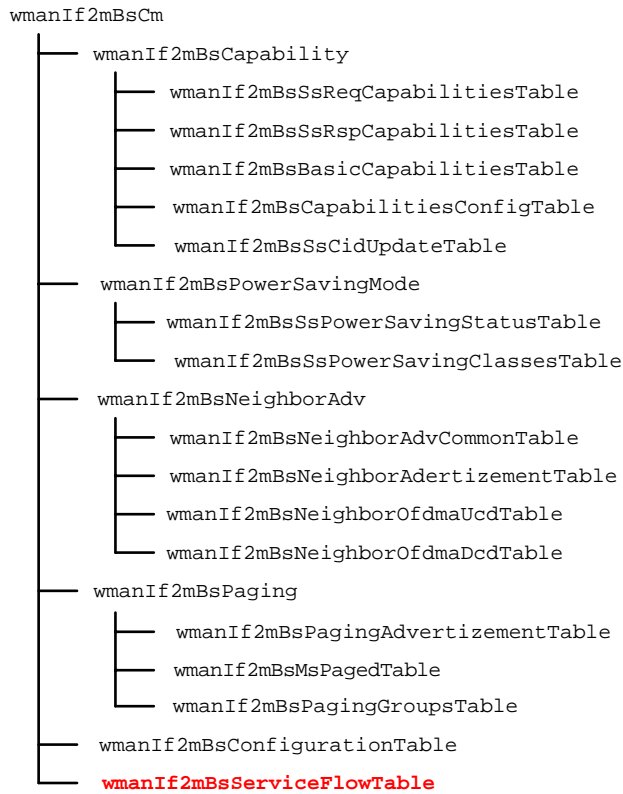 wmanIf2mBsCm
wmanIf2mBsCapability
wmanIf2mBsSsReqCapabilitiesTable
wmanIf2mBsSsRspCapabilitiesTable
wmanIf2mBsBasicCapabilitiesTable
wmanIf2mBsCapabilitiesConfigTable
wmanIf2mBsSsCidUpdateTable
wmanIf2mBsPowerSavingMode
wmanIf2mBsSsPowerSavingStatusTable
wmanIf2mBsSsPowerSavingClassesTable
wmanIf2mBsNeighborAdv
wmanIf2mBsNeighborAdvCommonTable
wmanIf2mBsNeighborAdertizementTable
wmanIf2mBsNeighborOfdmaUcdTable
wmanIf2mBsNeighborOfdmaDcdTable
wmanIf2mBsPaging
wmanIf2mBsPagingAdvertizementTable
wmanIf2mBsMsPagedTable
wmanIf2mBsPagingGroupsTable
wmanIf2mBsConfigurationTable
wmanIf2mBsServiceFlowTable